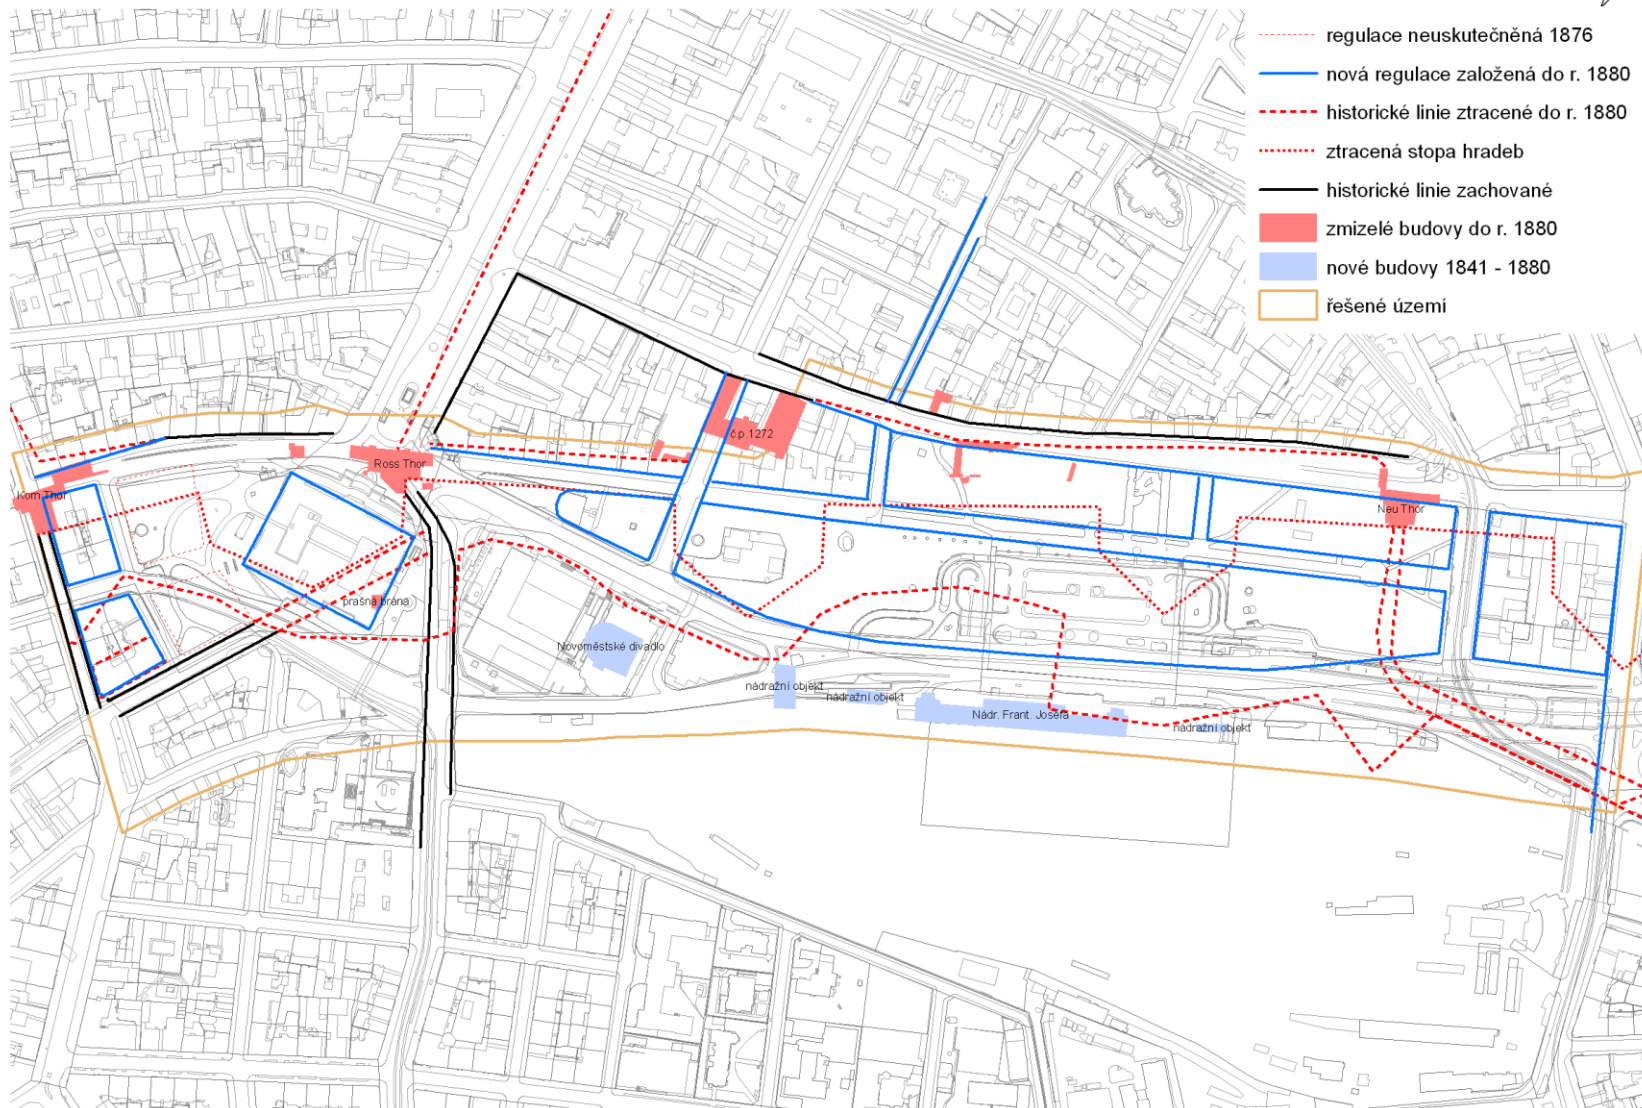 regulace neuskutečněná 1876
nová regulace založená do r. 1880
historické linie ztracené do r. 1880
ztracená stopa hradeb
historické linie zachované
zmizelé budovy do r. 1880
nové budovy 1841 - 1880
řešené území
č.p.1272
Ross Thor
Korn Thor
Neu Thor
prašná brána
Novoměstské divadlo
nádražní objekt
nádražní objekt
Nádr. Frant. Josefa
nádražní objekt